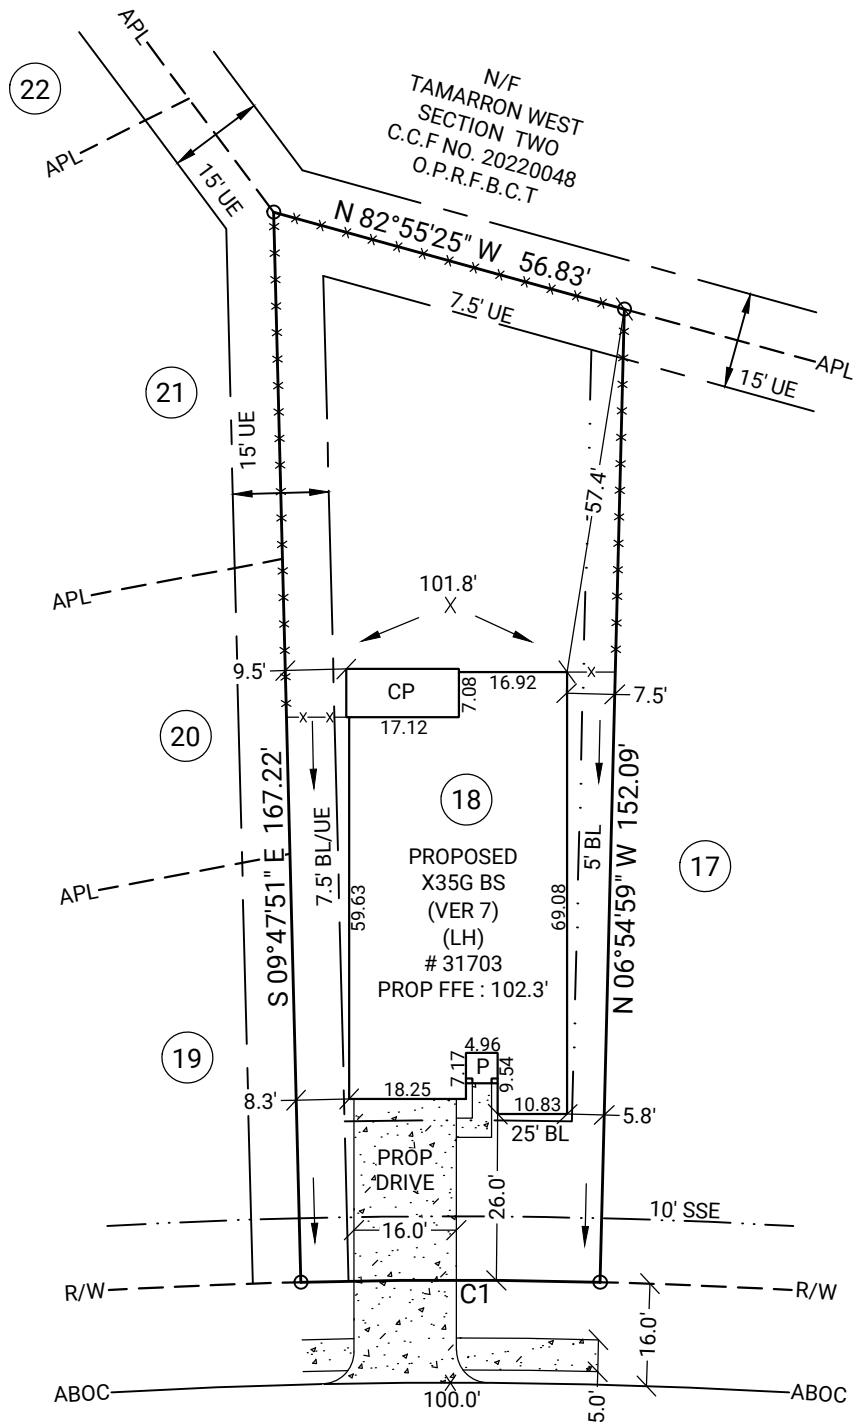 APL
22
N/F
TAMARRON WEST
SECTION TWO
C.C.F NO. 20220048
O.P.R.F.B.C.T
APL
15' UE
N 82°55'25" W 56.83'
7.5' UE
APL
15' UE
21
15' UE
57.4'
APL
101.8'
X
9.5'
CP
7.08
16.92
7.5'
17.12
20
S 09°47'51" E 167.22'
7.5' BL/UE
18
N 06°54'59" W 152.09'
5' BL
17
PROPOSED
X35G BS
(VER 7)
(LH)
# 31703
PROP FFE : 102.3'
59.63
69.08
APL
19
4.96
7.17
P
9.54
8.3'
18.25
10.83
5.8'
25' BL
PROP
DRIVE
26.0'
10' SSE
16.0'
R/W
C1
R/W
16.0'
ABOC
100.0'
5.0'
ABOC